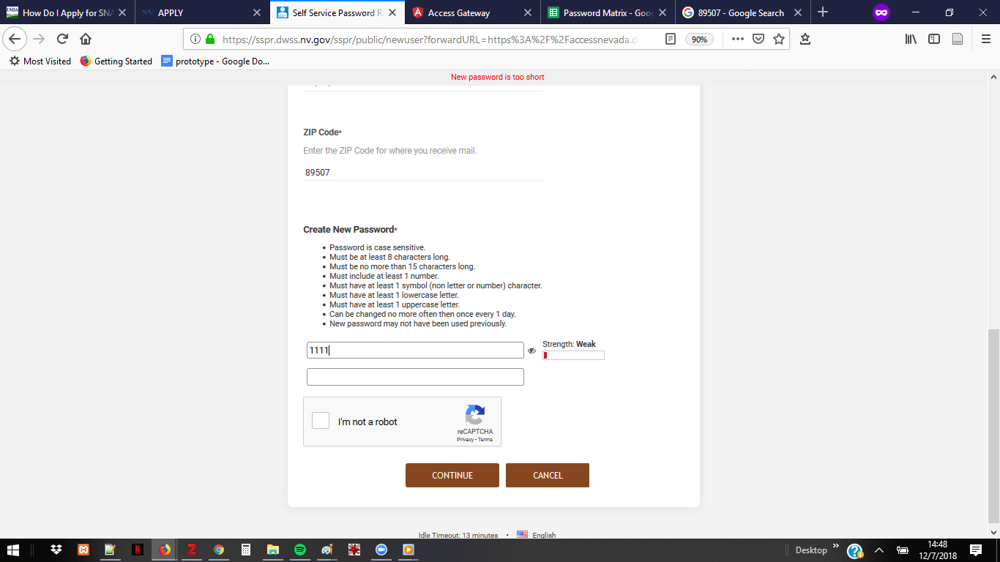 How Do I Apply for SNA
APPLY
Self Service Password R
Access Gateway
Password Matrix - Goo
89507 - Google Search
https://sspr.dwss.nv.gov/sspr/public/newuser?forwardURL=https%3A%2F%2Faccessnevada.d
90%
Most Visited
Getting Started
prototype - Google Do...
New password is too short
ZIP Code*
Enter the ZIP Code for where you receive mail.
89507
Create New Password*
• Password is case sensitive.
• Must be at least 8 characters long.
• Must be no more than 15 characters long.
• Must include at least 1 number.
• Must have at least 1 symbol (non letter or number) character.
• Must have at least 1 lowercase letter.
• Must have at least 1 uppercase letter.
• Can be changed no more often then once every 1 day.
• New password may not have been used previously.
1111
Strength: Weak
I'm not a robot
reCAPTCHA
Privacy - Terms
CONTINUE
CANCEL
Idle Timeout: 13 minutes • English
Desktop
14:48
12/7/2018